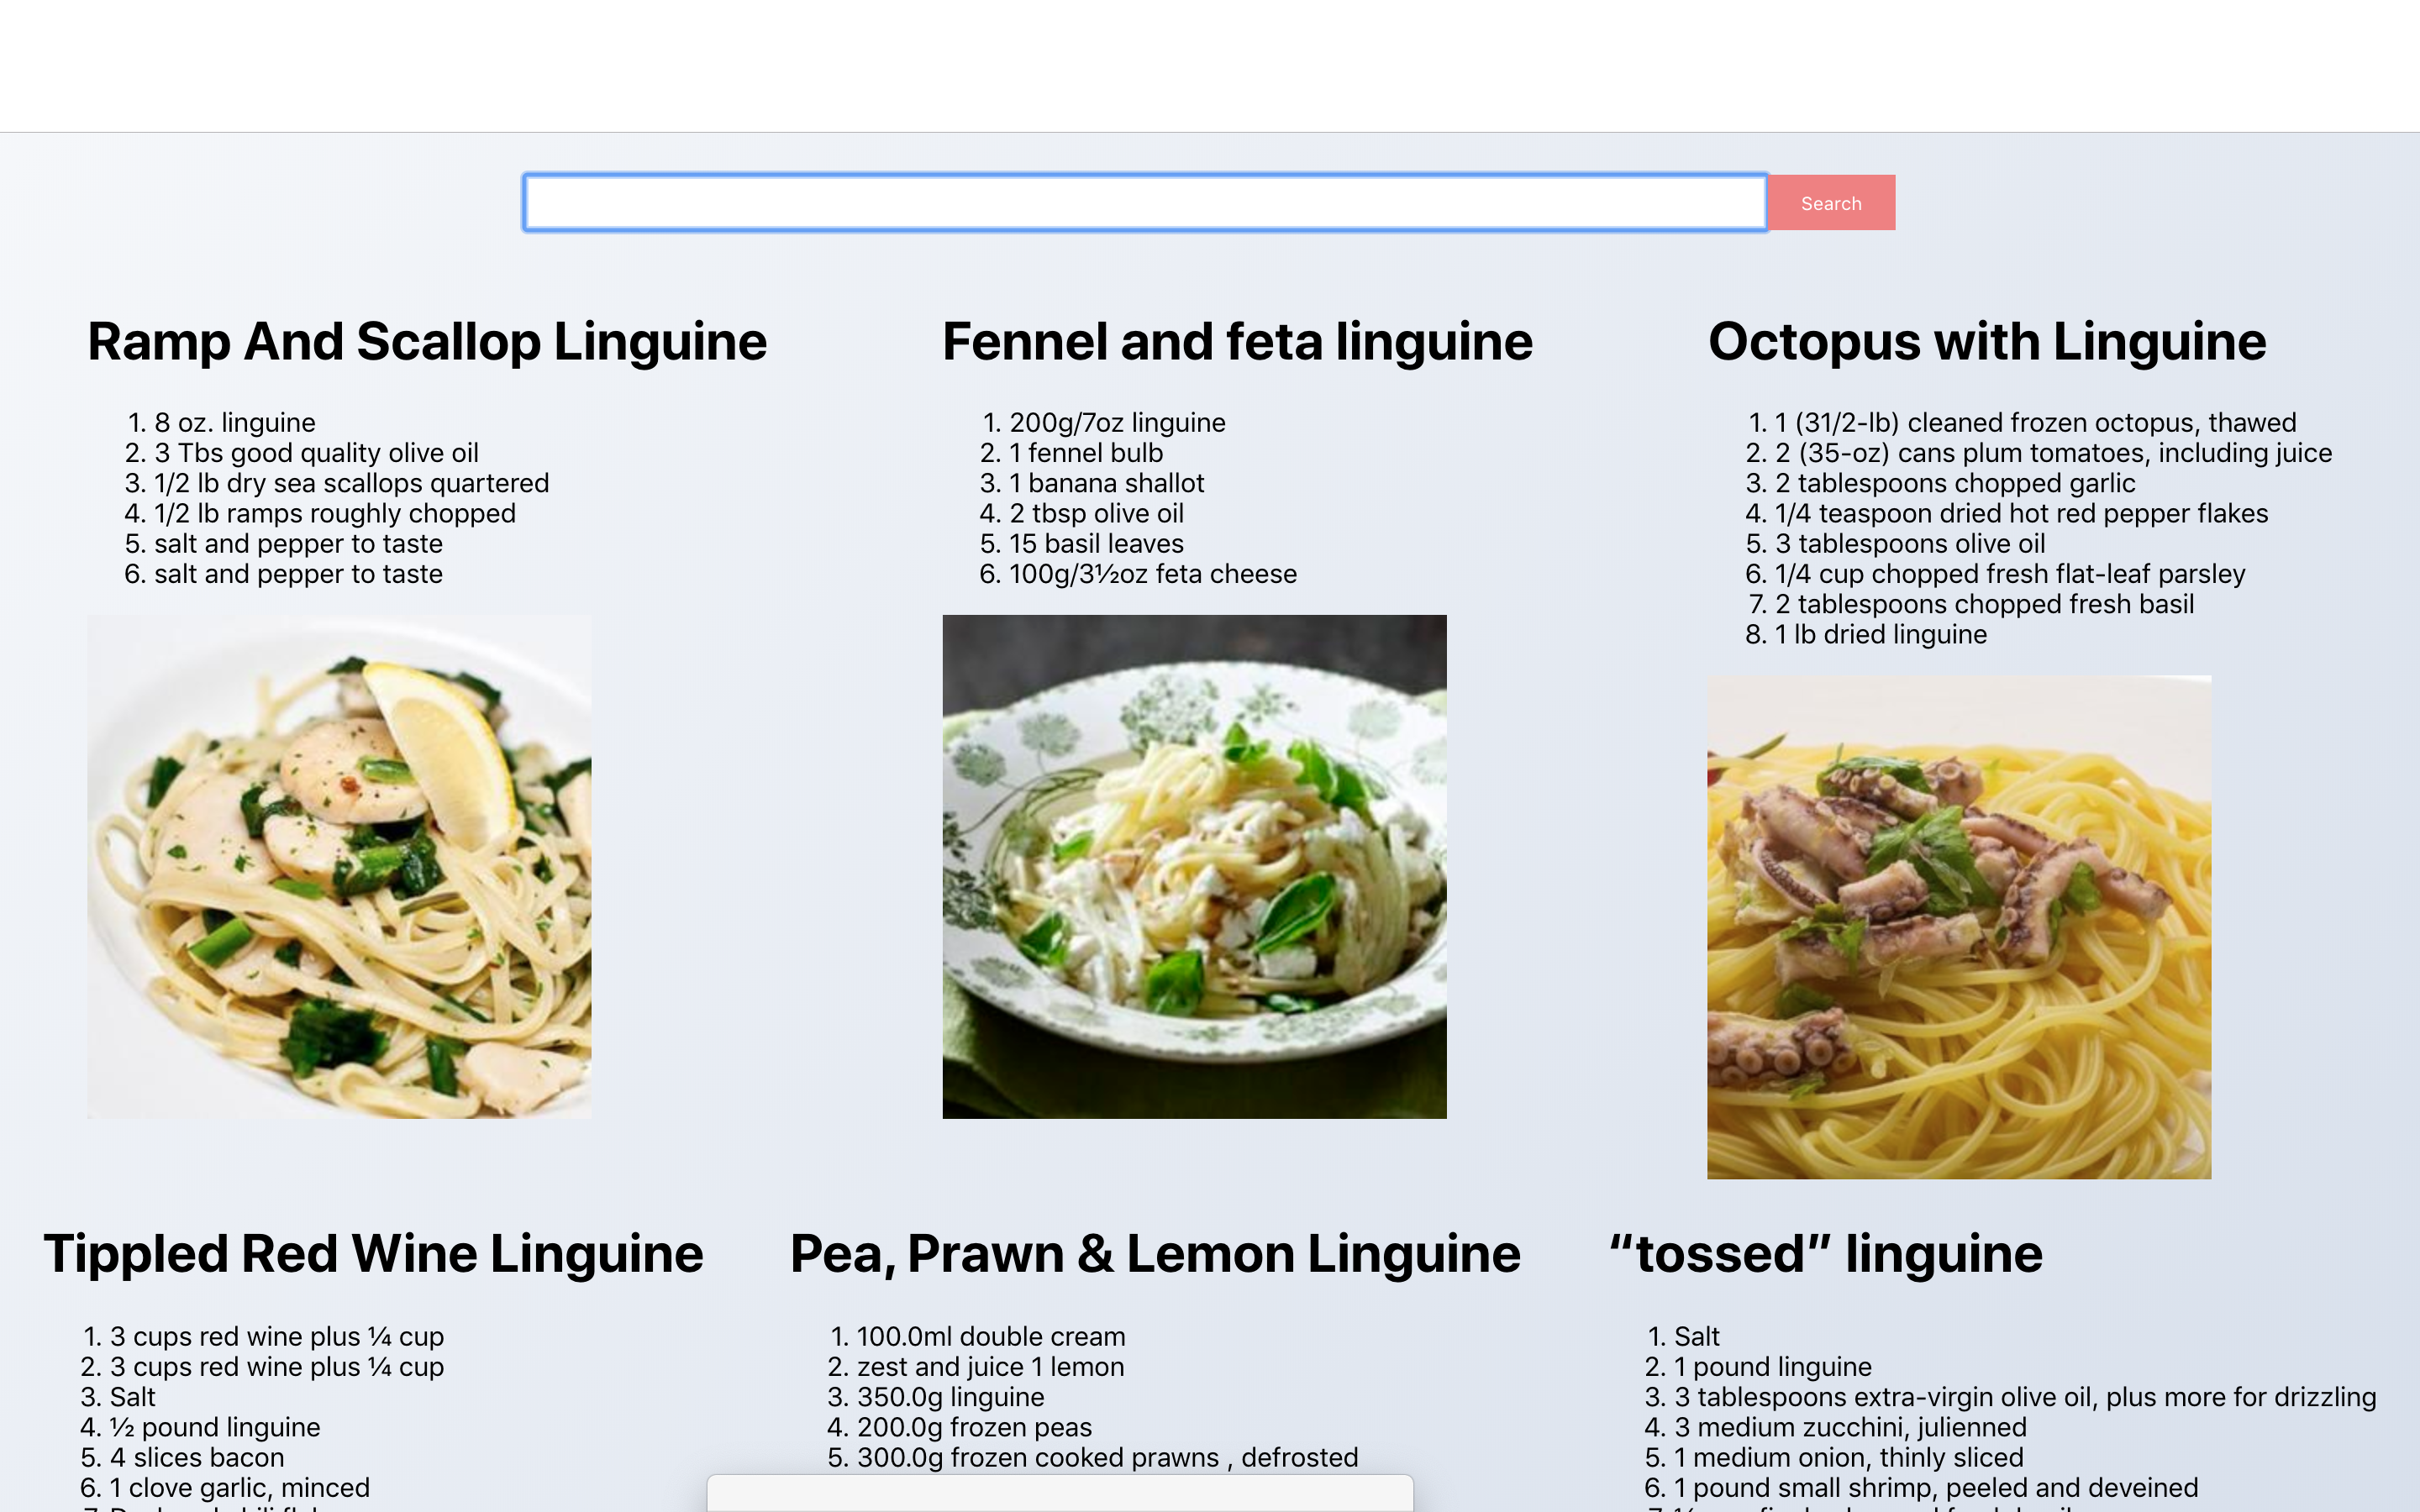 Search
Ramp And Scallop Linguine
1. 8 oz. linguine
2. 3 Tbs good quality olive oil
3. 1/2 lb dry sea scallops quartered
4. 1/2 lb ramps roughly chopped
5. salt and pepper to taste
6. salt and pepper to taste
Fennel and feta linguine
1. 200g/7oz linguine
2. 1 fennel bulb
3. 1 banana shallot
4. 2 tbsp olive oil
5. 15 basil leaves
6. 100g/3½oz feta cheese
Octopus with Linguine
1. 1 (31/2-lb) cleaned frozen octopus, thawed
2. 2 (35-oz) cans plum tomatoes, including juice
3. 2 tablespoons chopped garlic
4. 1/4 teaspoon dried hot red pepper flakes
5. 3 tablespoons olive oil
6. 1/4 cup chopped fresh flat-leaf parsley
7. 2 tablespoons chopped fresh basil
8. 1 lb dried linguine
Tippled Red Wine Linguine
1. 3 cups red wine plus ¼ cup
2. 3 cups red wine plus ¼ cup
3. Salt
4. ½ pound linguine
5. 4 slices bacon
6. 1 clove garlic, minced
Pea, Prawn & Lemon Linguine
1. 100.0ml double cream
2. zest and juice 1 lemon
3. 350.0g linguine
4. 200.0g frozen peas
5. 300.0g frozen cooked prawns , defrosted
“tossed” linguine
1. Salt
2. 1 pound linguine
3. 3 tablespoons extra-virgin olive oil, plus more for drizzling
4. 3 medium zucchini, julienned
5. 1 medium onion, thinly sliced
6. 1 pound small shrimp, peeled and deveined